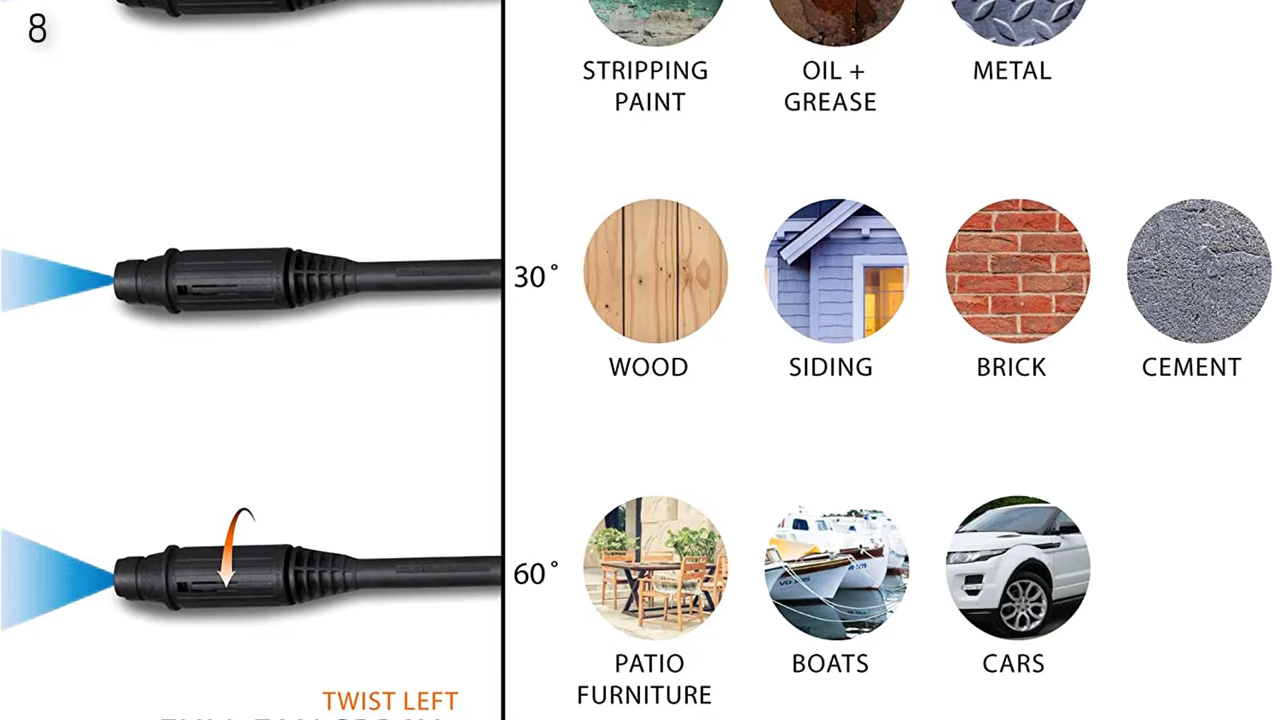 8
STRIPPING
PAINT
OIL +
GREASE
METAL
30°
WOOD
SIDING
BRICK
CEMENT
60°
PATIO
FURNITURE
BOATS
CARS
TWIST LEFT